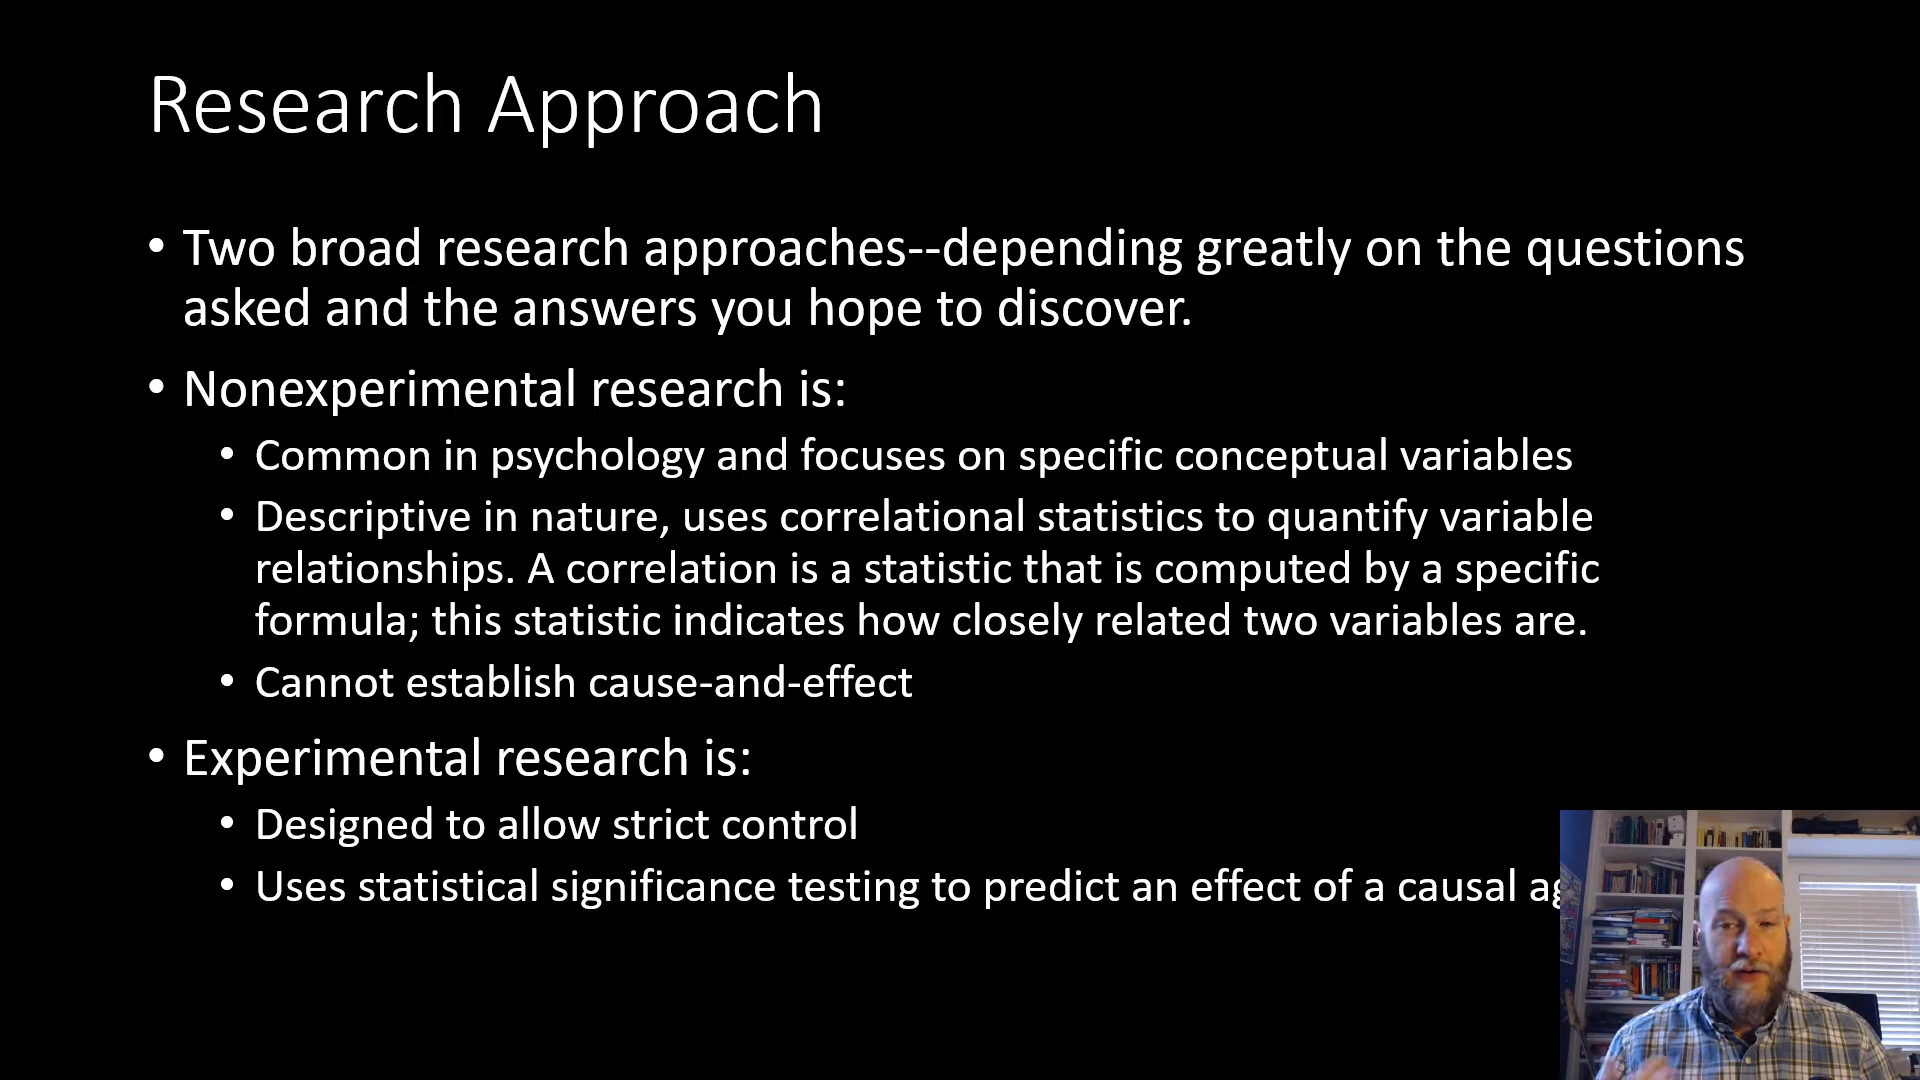 Research Approach
• Two broad research approaches--depending greatly on the questions
asked and the answers you hope to discover.
• Nonexperimental research is:
• Common in psychology and focuses on specific conceptual variables
• Descriptive in nature, uses correlational statistics to quantify variable
relationships. A correlation is a statistic that is computed by a specific
formula; this statistic indicates how closely related two variables are.
• Cannot establish cause-and-effect
• Experimental research is:
• Designed to allow strict control
• Uses statistical significance testing to predict an effect of a causal